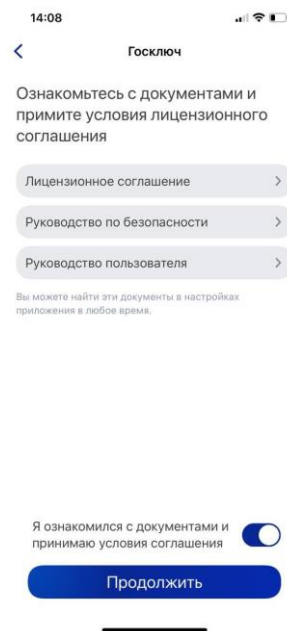 14:08
Госключ
Ознакомьтесь с документами и
примите условия лицензионного
соглашения
Лицензионное соглашение
Руководство по безопасности
Руководство пользователя
Вы можете найти эти документы в настройках
приложения в любое время.
Я ознакомился с документами и
принимаю условия соглашения
Продолжить